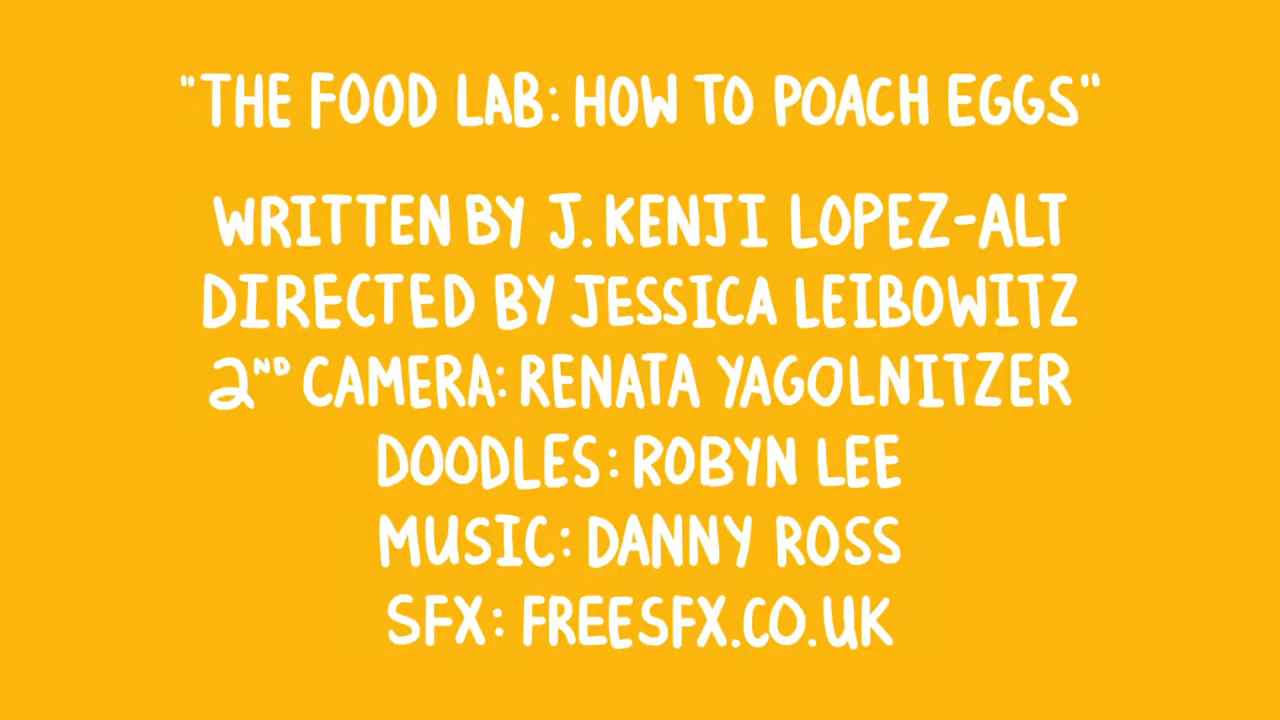 "THE FOOD LAB: HOW TO POACH EGGS"
WRITTEN BY J. KENJI LOPEZ-ALT
DIRECTED BY JESSICA LEIBOWITZ
2ND CAMERA: RENATA YAGOLNITZER
DOODLES: ROBYN LEE
MUSIC: DANNY ROSS
SFX: FREESFX.CO.UK